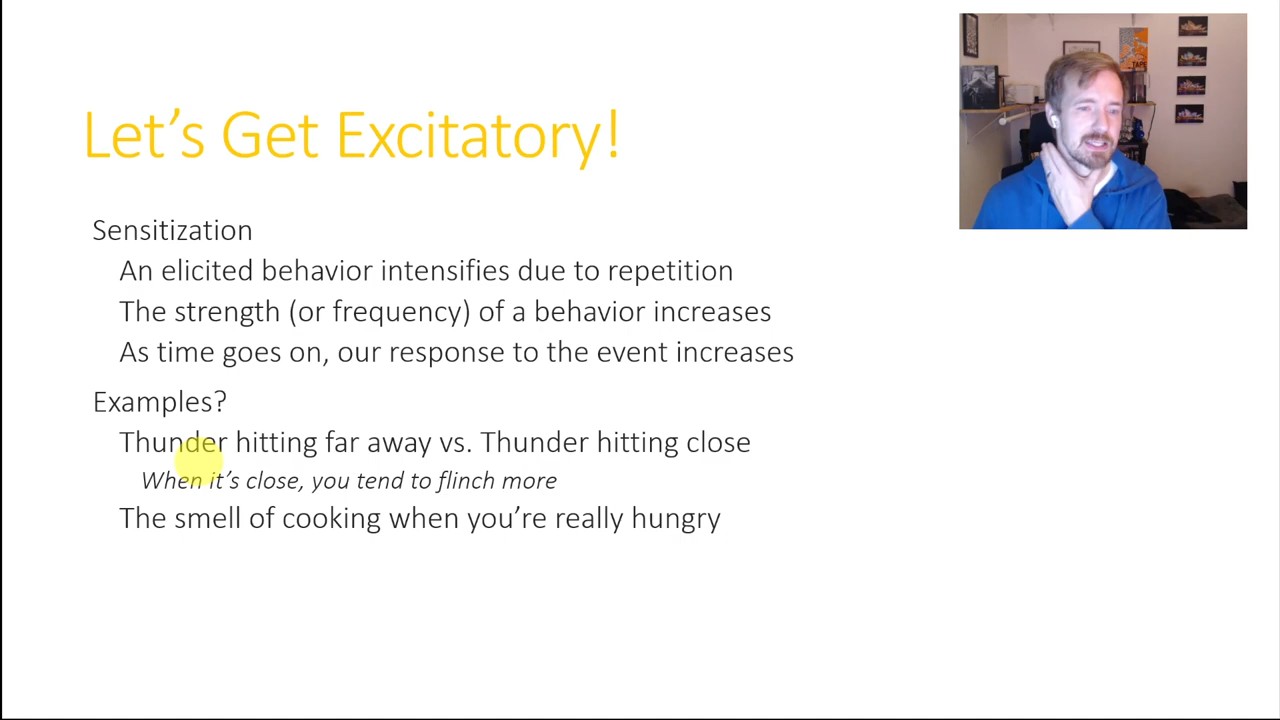 Let’s Get Excitatory!
Sensitization
An elicited behavior intensifies due to repetition
The strength (or frequency) of a behavior increases
As time goes on, our response to the event increases
Examples?
Thunder hitting far away vs. Thunder hitting close
When it’s close, you tend to flinch more
The smell of cooking when you’re really hungry
TAPE